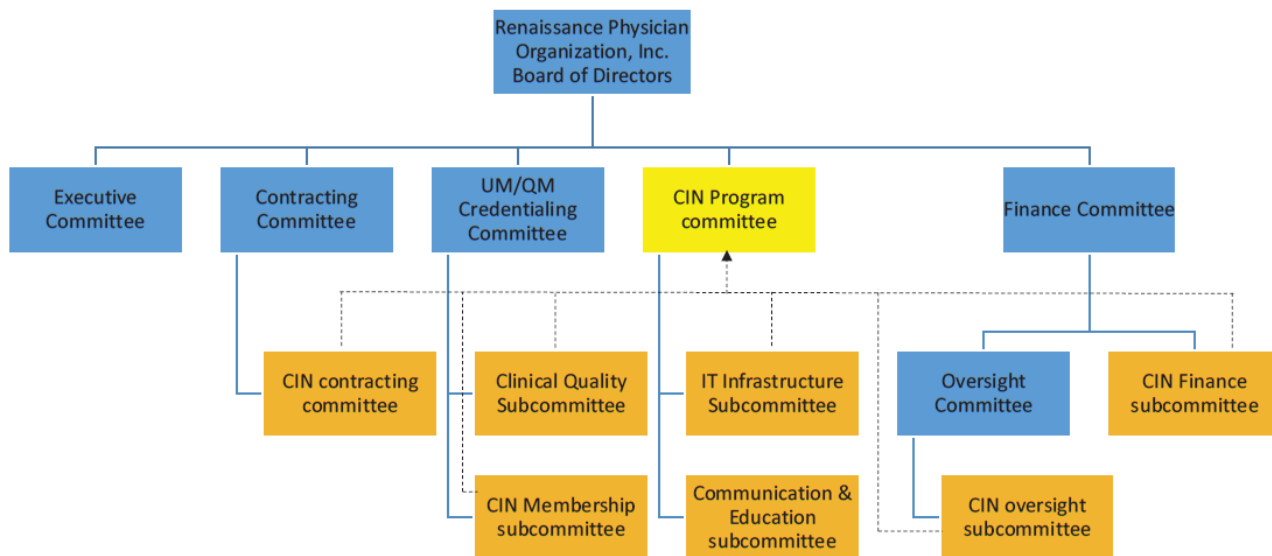 Renaissance Physician
Organization, Inc.
Board of Directors
Executive
Committee
Contracting
Committee
UM/QM
Credentialing
Committee
CIN Program
committee
Finance Committee
CIN contracting
committee
Clinical Quality
Subcommittee
IT Infrastructure
Subcommittee
Oversight
Committee
CIN Finance
subcommittee
CIN Membership
subcommittee
Communication &
Education
subcommittee
CIN oversight
subcommittee